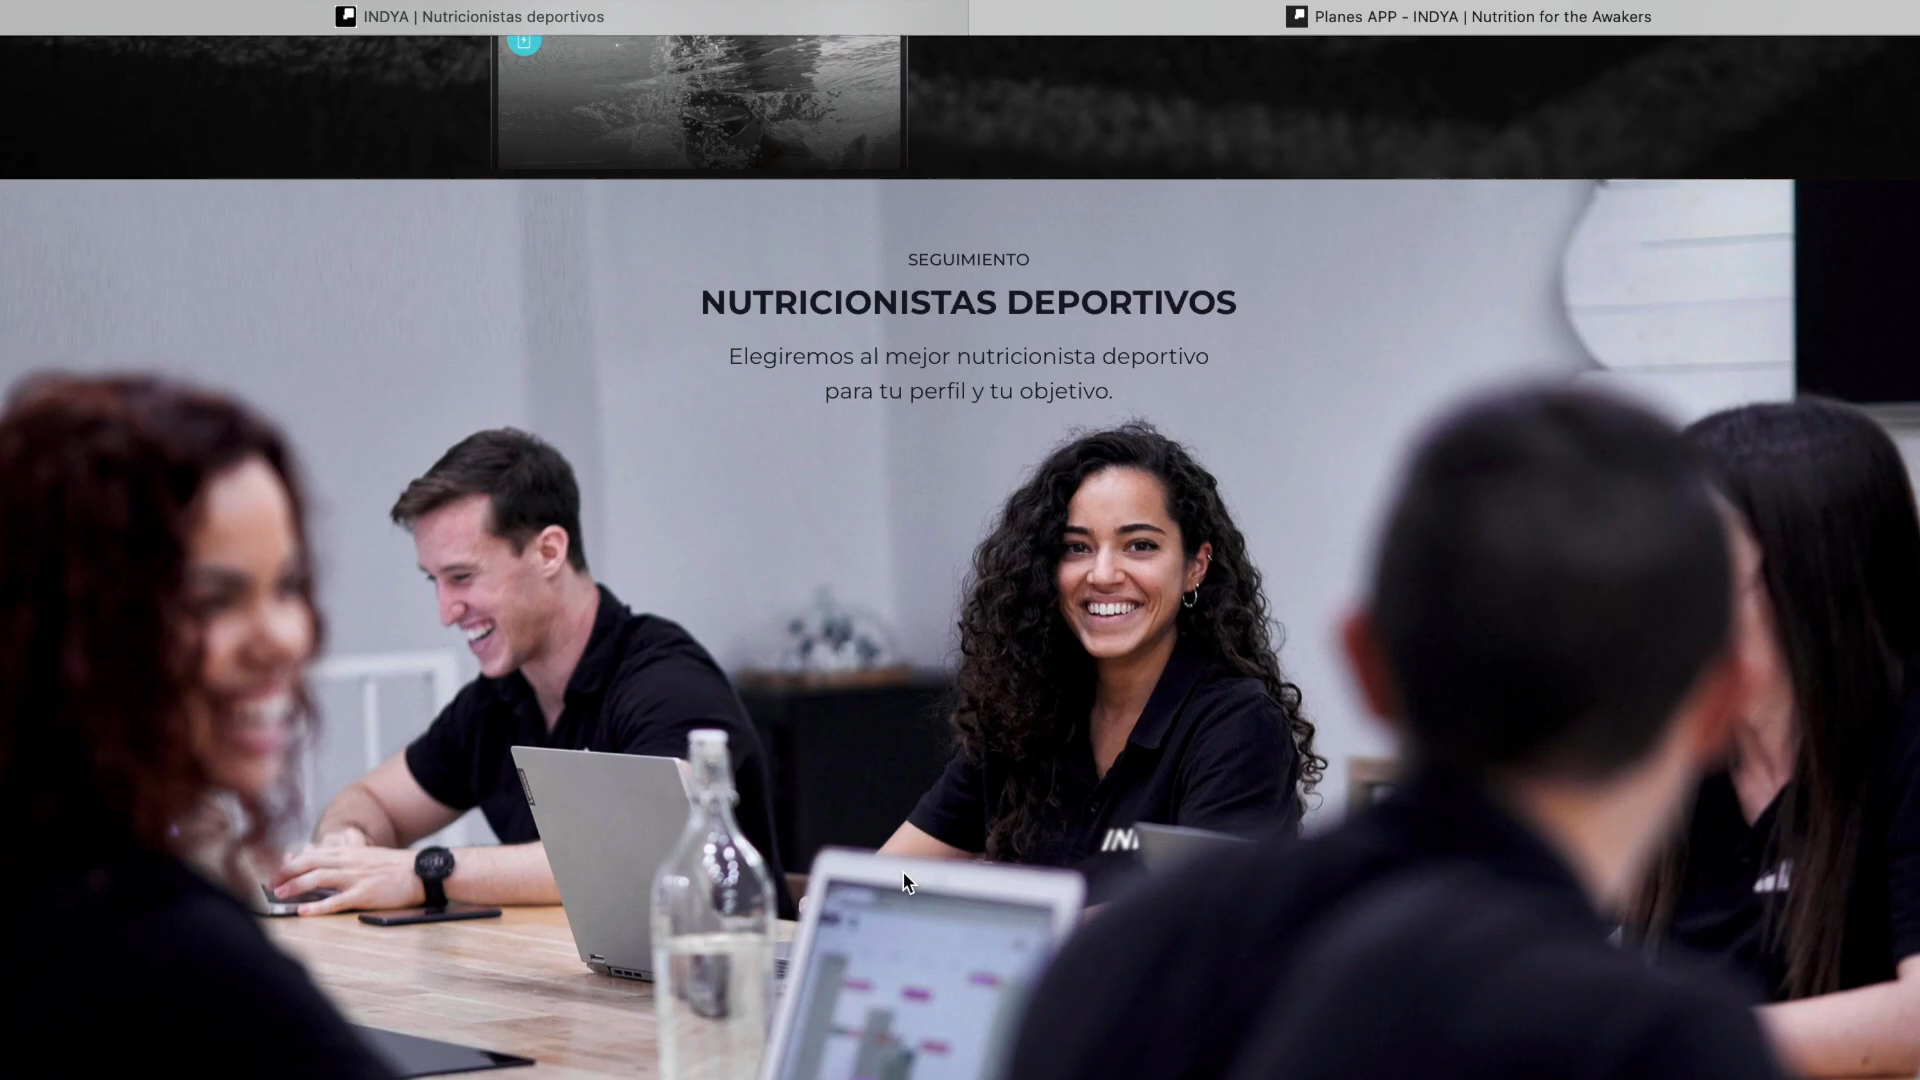 INDYA | Nutricionistas deportivos
Planes APP - INDYA | Nutrition for the Awakers
SEGUIMIENTO
NUTRICIONISTAS DEPORTIVOS
Elegiremos al mejor nutricionista deportivo
para tu perfil y tu objetivo.